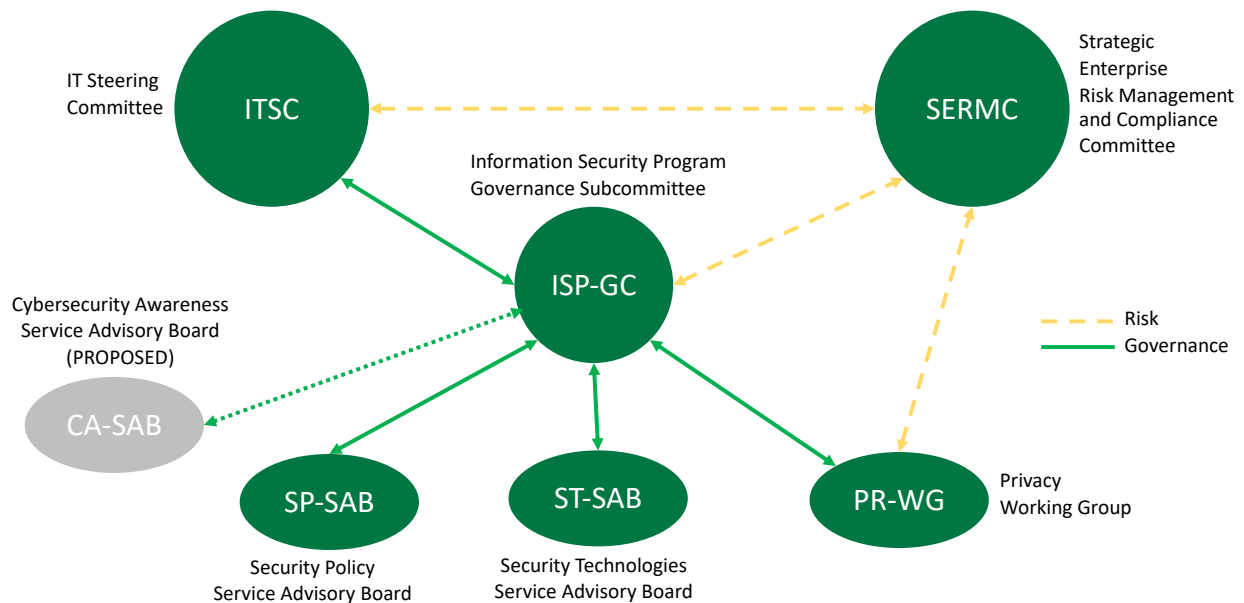 IT Steering
Committee
ITSC
SERMC
Strategic
Enterprise
Risk Management
and Compliance
Committee
Information Security Program
Governance Subcommittee
ISP-GC
Cybersecurity Awareness
Service Advisory Board
(PROPOSED)
CA-SAB
Risk
Governance
SP-SAB
Security Policy
Service Advisory Board
ST-SAB
Security Technologies
Service Advisory Board
PR-WG
Privacy
Working Group